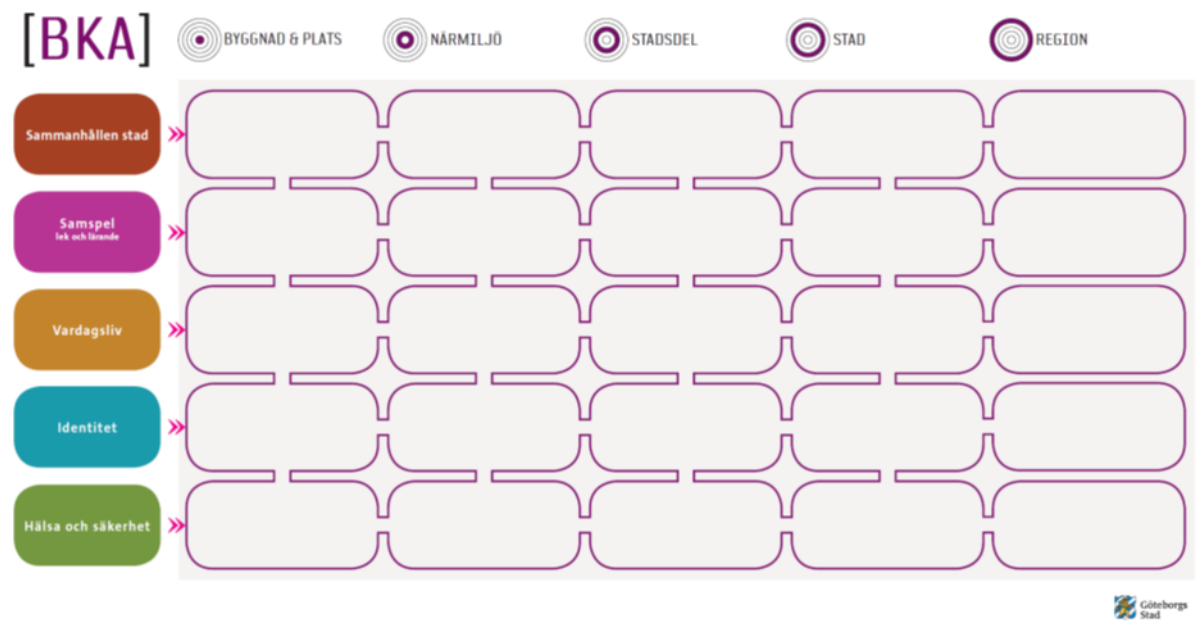 [BKA]
BYGGNAD & PLATS
NÄRMILJÖ
STADSDEL
STAD
REGION
Sammanhållen stad
Samspel
lek och lärande
Vardagsliv
Identitet
Hälsa och säkerhet
Göteborgs
Stad